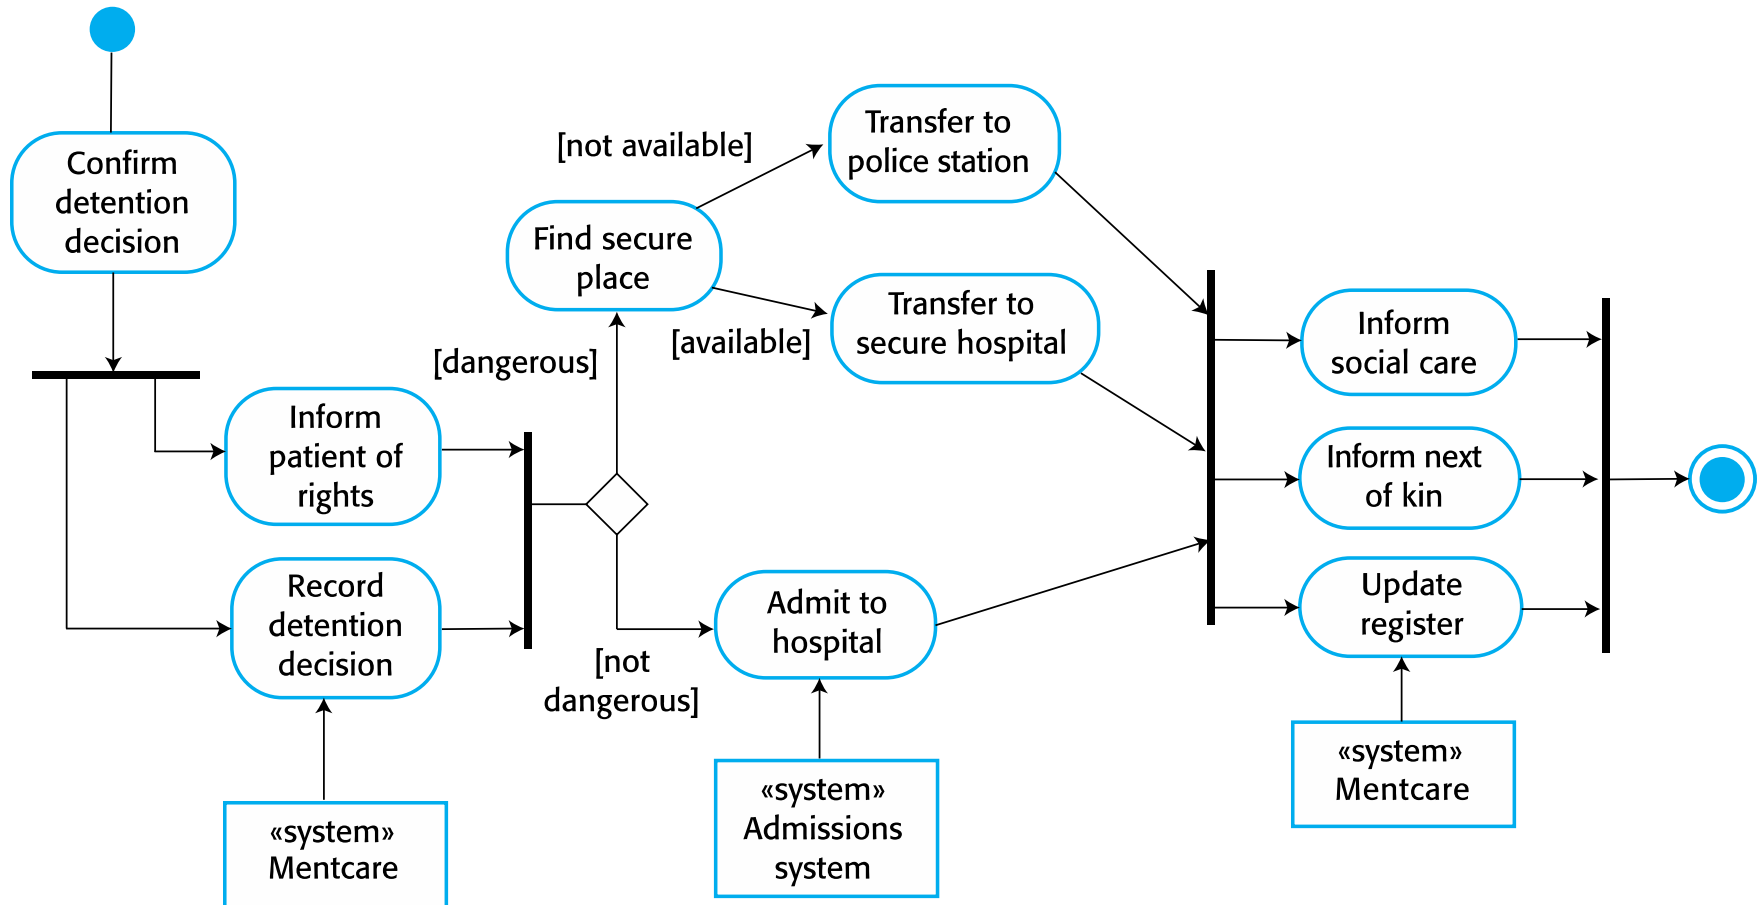 Confirm
detention
decision
Inform
patient of
rights
Record
detention
decision
«system»
Mentcare
[dangerous]
[not
dangerous]
Find secure
place
[not available]
[available]
Transfer to
police station
Transfer to
secure hospital
Admit to
hospital
«system»
Admissions
system
Inform
social care
Inform next
of kin
Update
register
«system»
Mentcare